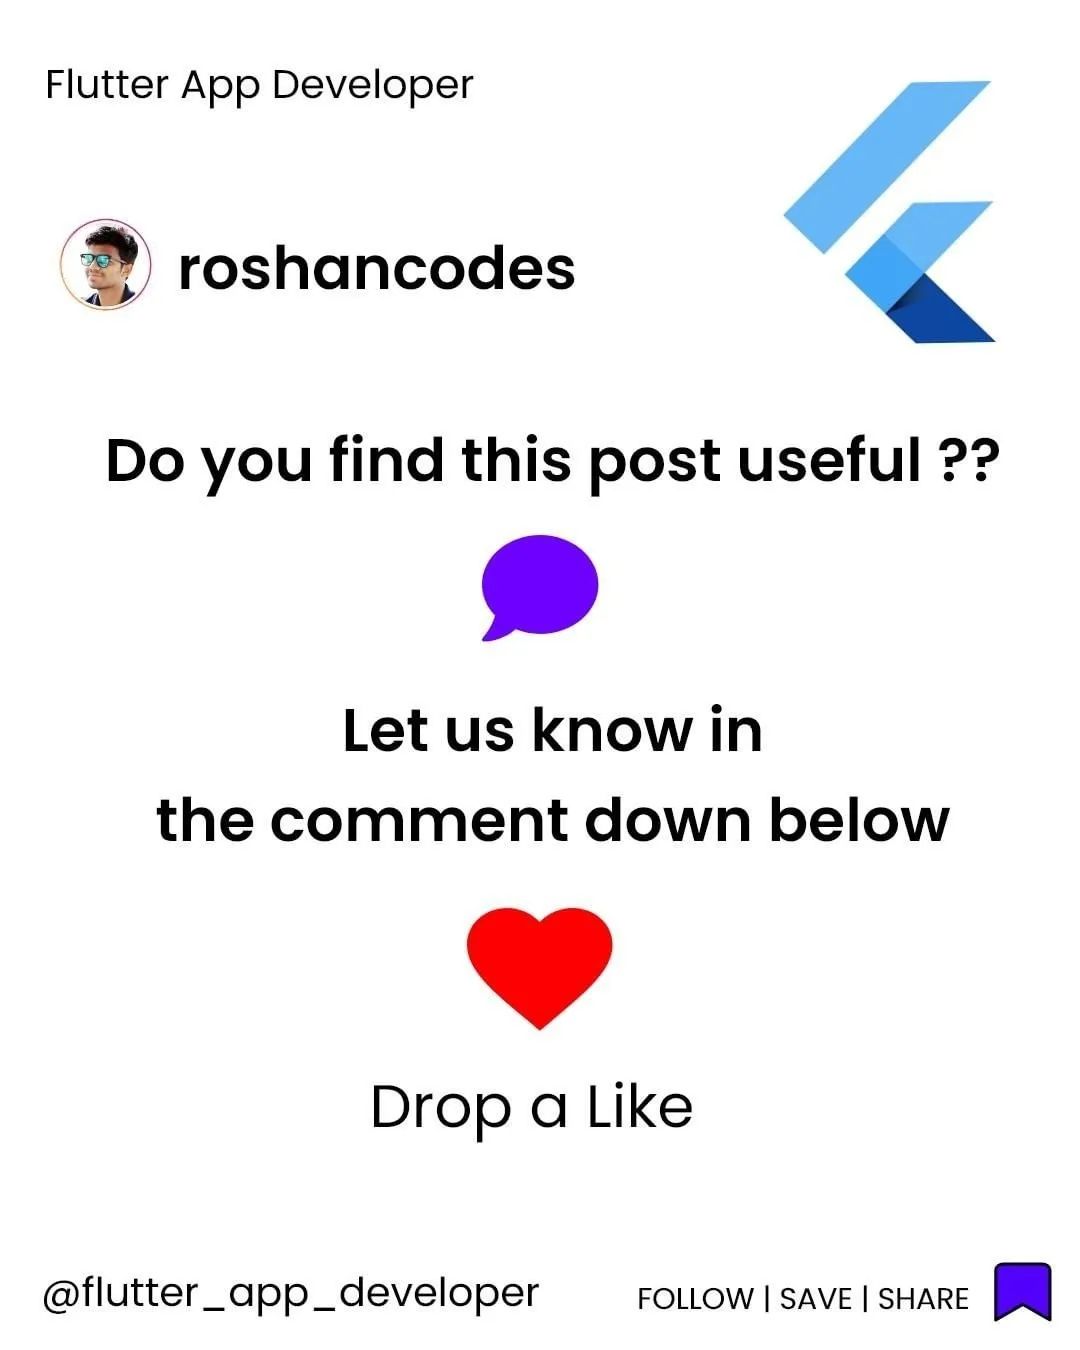 Flutter App Developer
roshancodes
Do you find this post useful ??
Let us know in
the comment down below
Drop a Like
@flutter_app_developer
FOLLOW | SAVE | SHARE